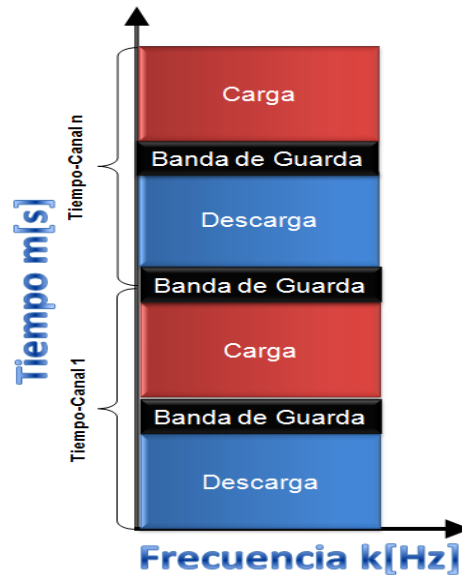 Carga
Banda de Guarda
Descarga
Banda de Guarda
Carga
Banda de Guarda
Descarga
Tiempo-Canal n
Tiempo-Canal 1
Tiempo m[s]
Frecuencia k[Hz]